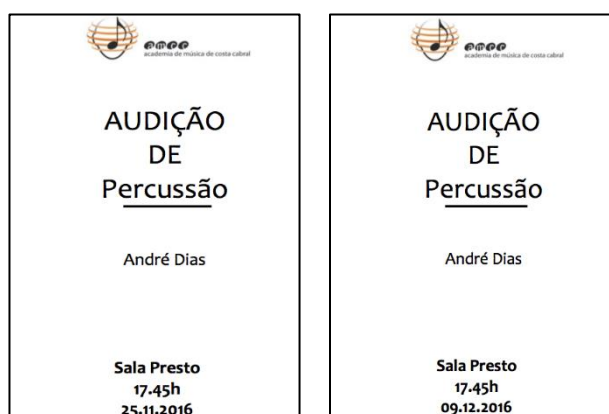 amcc
academia de música de costa cabral
AUDIÇÃO
DE
Percussão
André Dias
Sala Presto
17.45h
25.11.2016
amcc
academia de música de costa cabral
AUDIÇÃO
DE
Percussão
André Dias
Sala Presto
17.45h
09.12.2016